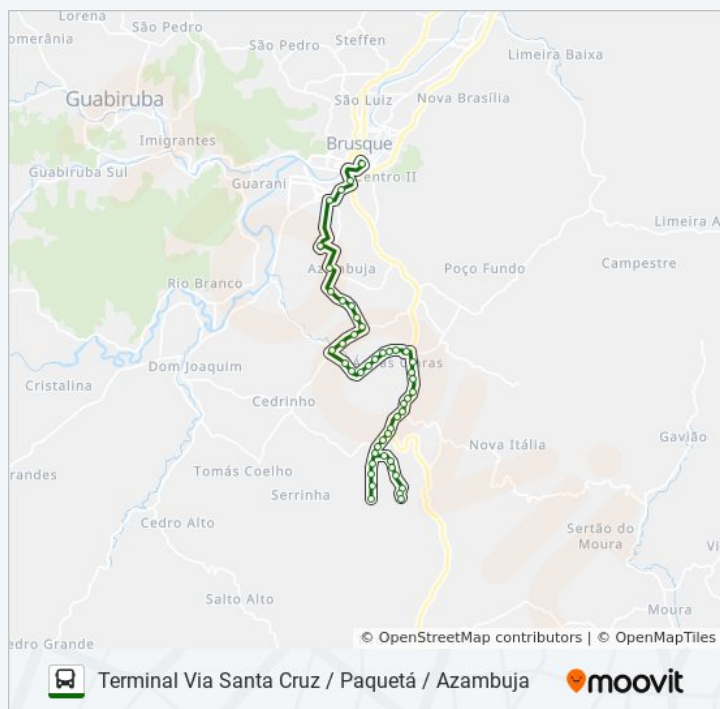 Lorena
São Pedro
omerânia
São Pedro
Steffen
Limeira Baixa
Guabiruba
São Luiz
Nova Brasília
Imigrantes
Brusque
Guabiruba Sul
Guarani
Centro II
Limeira A
Azambuja
Poço Fundo
Campestre
Rio Branco
Dom Joaquim
Cristalina
Cedrinho
Gavião
Nova Itália
randes
Tomás Coelho
Serrinha
Cedro Alto
Sertão do
Moura
Vi
Salto Alto
Moura
edro Grande
© OpenStreetMap contributors | © OpenMapTiles
Terminal Via Santa Cruz / Paquetá / Azambuja
moovit